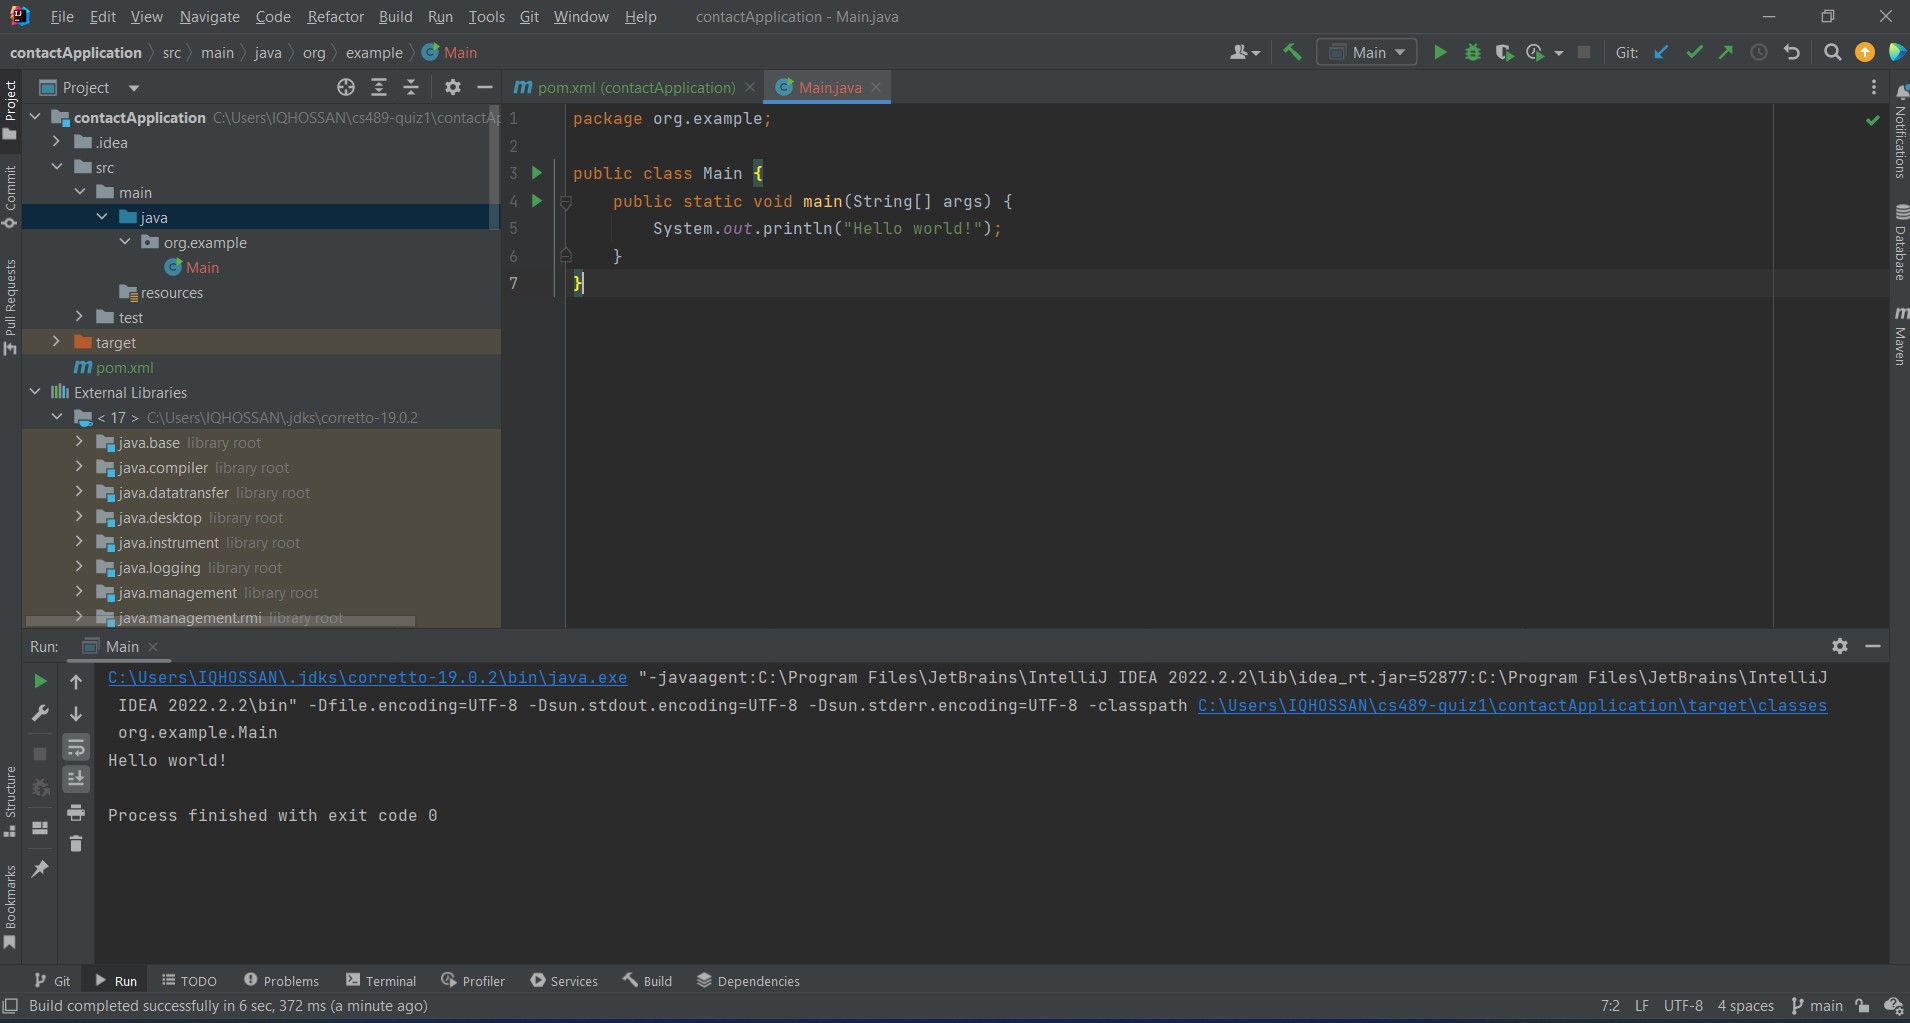 File Edit View Navigate Code Refactor Build Run Tools Git Window Help contactApplication - Main.java
contactApplication src main java org example Main
Main
Git:
Project
pom.xml (contactApplication)
Main.java
contactApplication C:\Users\IQHOSSAN\cs489-quiz1\contactAp
.idea
src
main
java
org.example
Main
resources
test
target
pom.xml
External Libraries
< 17 > C:\Users\IQHOSSAN\.jdks\corretto-19.0.2
java.base library root
java.compiler library root
java.datatransfer library root
java.desktop library root
java.instrument library root
java.logging library root
java.management library root
java.management.rmi library root
1 package org.example;
2
3 public class Main {
4 public static void main(String[] args) {
5 System.out.println("Hello world!");
6 }
7 }
Project
Commit
Pull Requests
Structure
Bookmarks
Notifications
Database
Maven
Run: Main
C:\Users\IQHOSSAN\.jdks\corretto-19.0.2\bin\java.exe "-javaagent:C:\Program Files\JetBrains\IntelliJ IDEA 2022.2.2\lib\idea_rt.jar=52877:C:\Program Files\JetBrains\IntelliJ
IDEA 2022.2.2\bin" -Dfile.encoding=UTF-8 -Dsun.stdout.encoding=UTF-8 -Dsun.stderr.encoding=UTF-8 -classpath C:\Users\IQHOSSAN\cs489-quiz1\contactApplication\target\classes
org.example.Main
Hello world!
Process finished with exit code 0
Git Run TODO Problems Terminal Profiler Services Build Dependencies
Build completed successfully in 6 sec, 372 ms (a minute ago)
7:2 LF UTF-8 4 spaces main